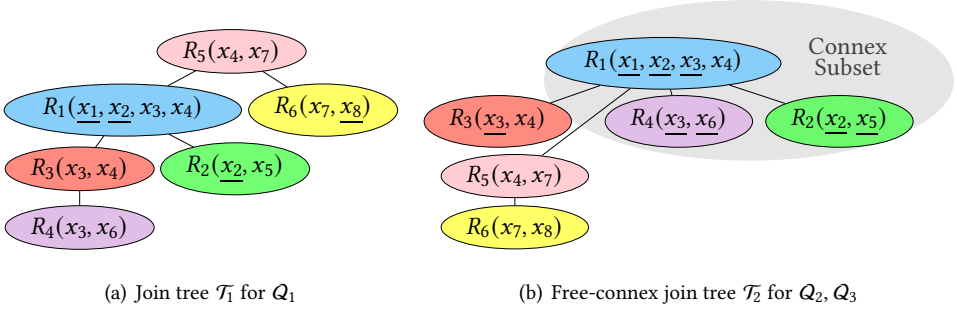 R₅(x₄, x₇)
R₁(x₁, x₂, x₃, x₄)
R₆(x₇, x₈)
R₃(x₃, x₄)
R₂(x₂, x₅)
R₄(x₃, x₆)
(a) Join tree 𝒯₁ for 𝒬₁
Connex
Subset
R₁(x₁, x₂, x₃, x₄)
R₃(x₃, x₄)
R₄(x₃, x₆)
R₂(x₂, x₅)
R₅(x₄, x₇)
R₆(x₇, x₈)
(b) Free-connex join tree 𝒯₂ for 𝒬₂, 𝒬₃